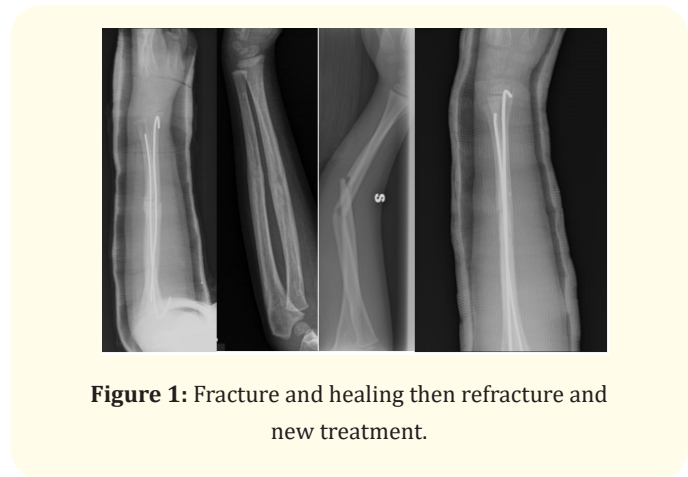 S
Figure 1: Fracture and healing then refracture and
new treatment.